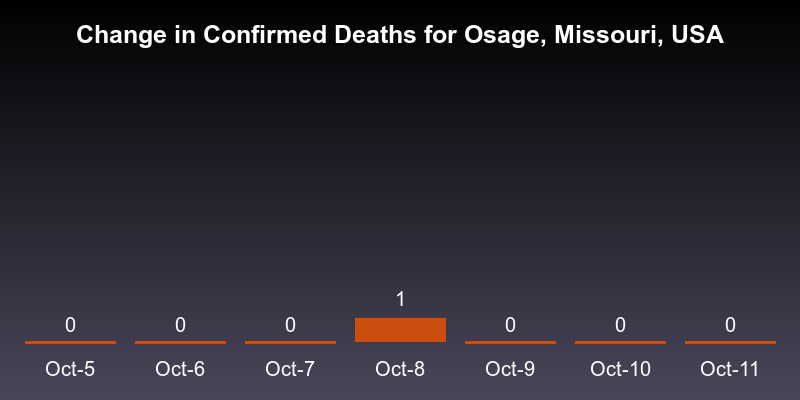 Change in Confirmed Deaths for Osage, Missouri, USA
1
0 0 0 0 0 0
Oct-5 Oct-6 Oct-7 Oct-8 Oct-9 Oct-10 Oct-11